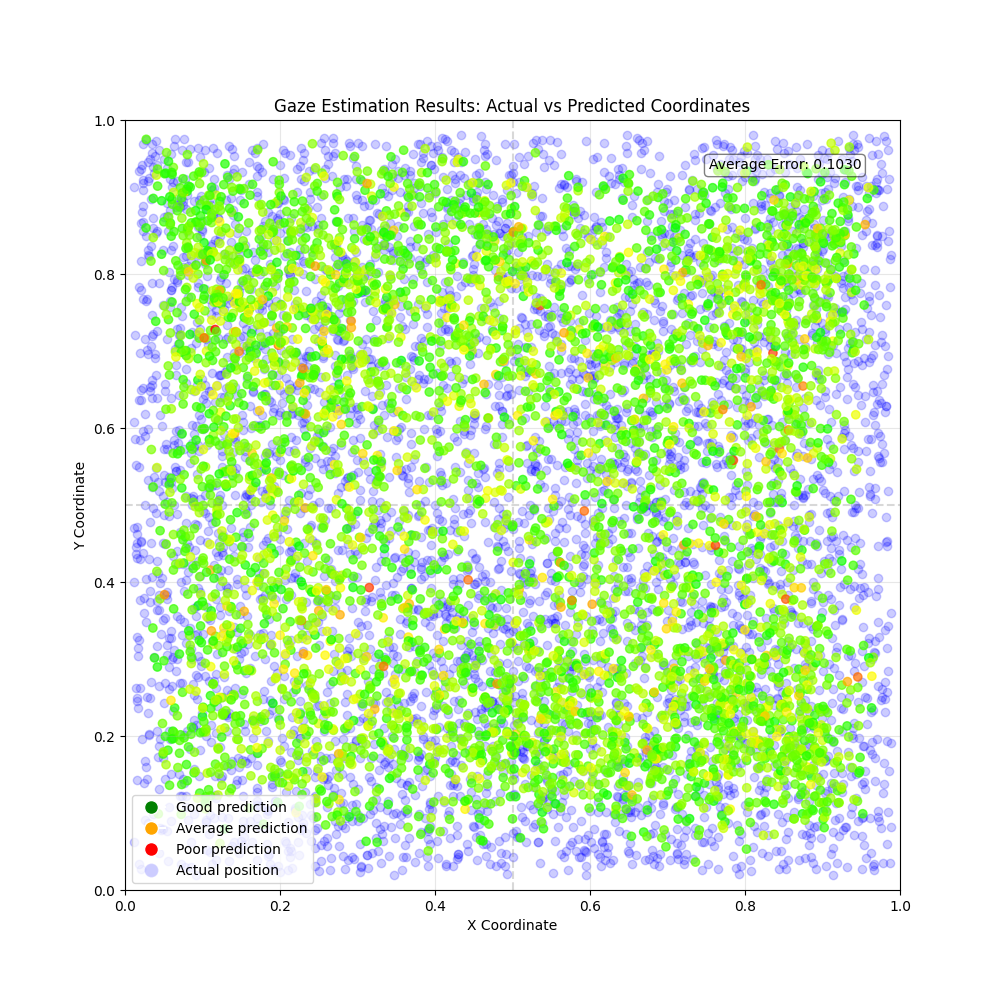 Gaze Estimation Results: Actual vs Predicted Coordinates
Average Error: 0.1030
1.0
0.8
0.6
0.4
0.2
0.0
Y Coordinate
Good prediction
Average prediction
Poor prediction
Actual position
0.0 0.2 0.4 0.6 0.8 1.0
X Coordinate